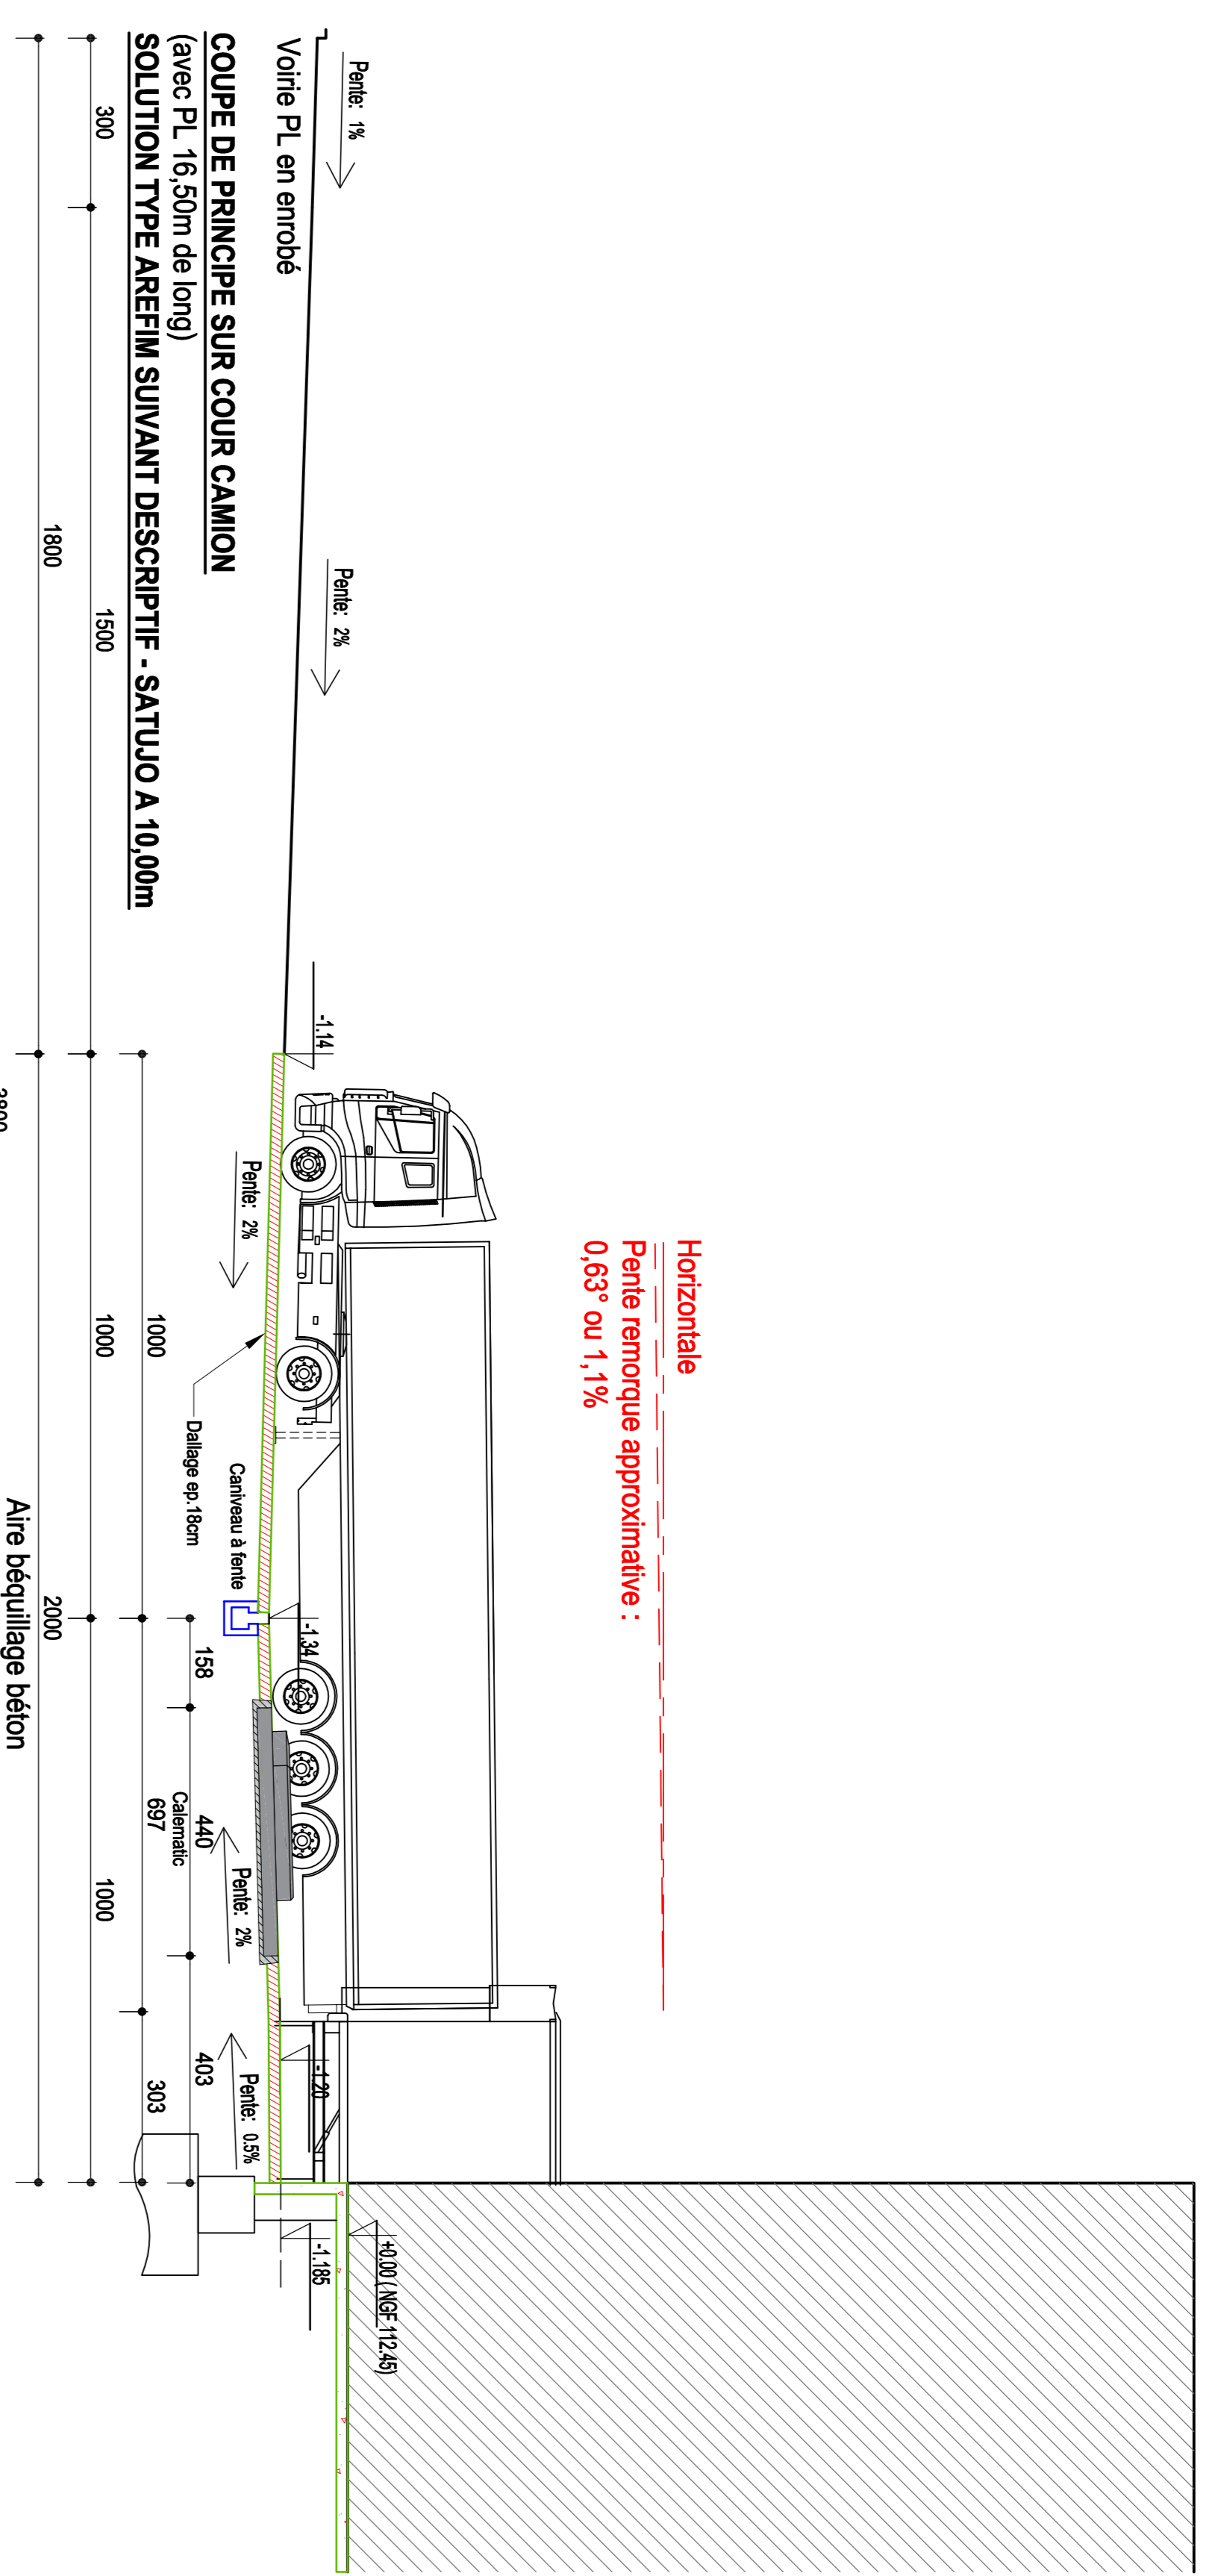 Horizontale
Pente remorque approximative :
0,63° ou 1,1%
Pente: 1%
Pente: 2%
Voirie PL en enrobé
-1.14
+0.00 ( NGF 112.45)
-1.34
-1.20
-1.185
COUPE DE PRINCIPE SUR COUR CAMION
(avec PL 16,50m de long)
SOLUTION TYPE AREFIM SUIVANT DESCRIPTIF - SATUJO A 10,00m
Pente: 2%
Dallage ep.18cm
Caniveau à fente
Pente: 2%
Pente: 0.5%
158
440
403
Calematic
1000
697
303
300
1500
1000
1000
1800
2000
Aire béquillage béton
3800